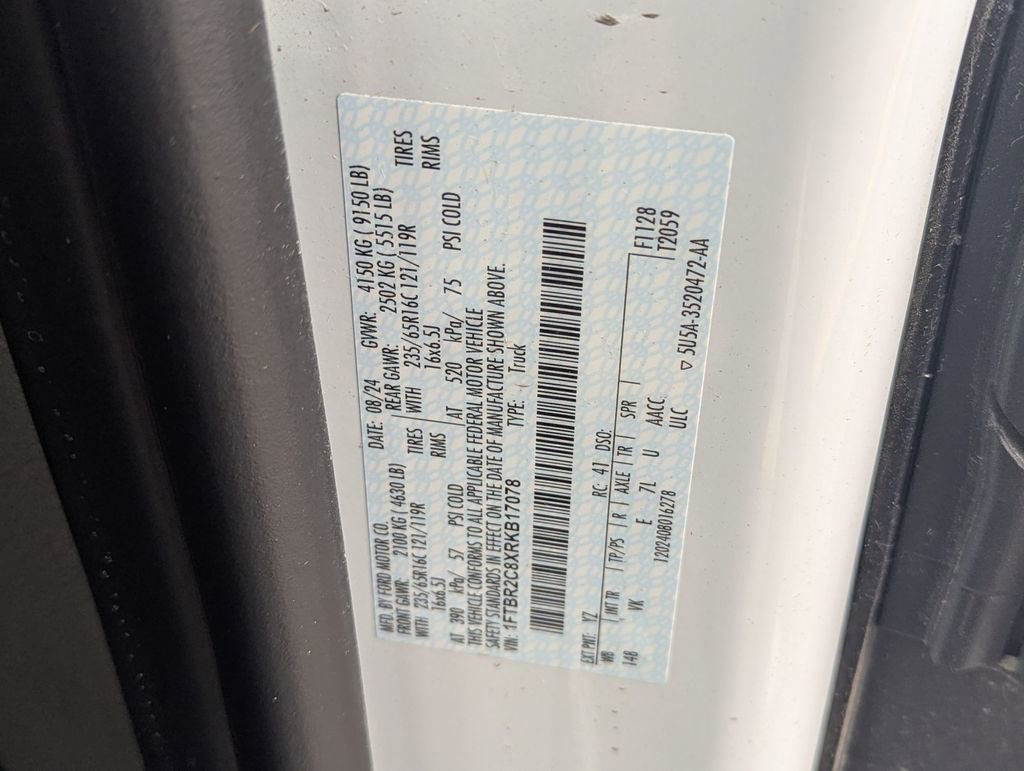 MFD. BY FORD MOTOR CO. DATE: 08/24 GVWR: 4150 KG ( 9150 LB)
FRONT GAWR: 2100 KG ( 4630 LB) REAR GAWR: 2502 KG ( 5515 LB)
WITH 235/65R16C 121/119R TIRES WITH 235/65R16C 121/119R TIRES
16x6.5J RIMS 16x6.5J RIMS
AT 390 kPa/ 57 PSI COLD AT 520 kPa/ 75 PSI COLD
THIS VEHICLE CONFORMS TO ALL APPLICABLE FEDERAL MOTOR VEHICLE
SAFETY STANDARDS IN EFFECT ON THE DATE OF MANUFACTURE SHOWN ABOVE.
VIN: 1FTBR2C8XRKB17078 TYPE: Truck
EXT PNT: YZ RC: 41 DSO:
WB INT TR TP/PS R AXLE TR SPR F1128
148 VK E 7L U AACC T2059
1202408016278 ULC ▽ 5U5A-3520472-AA